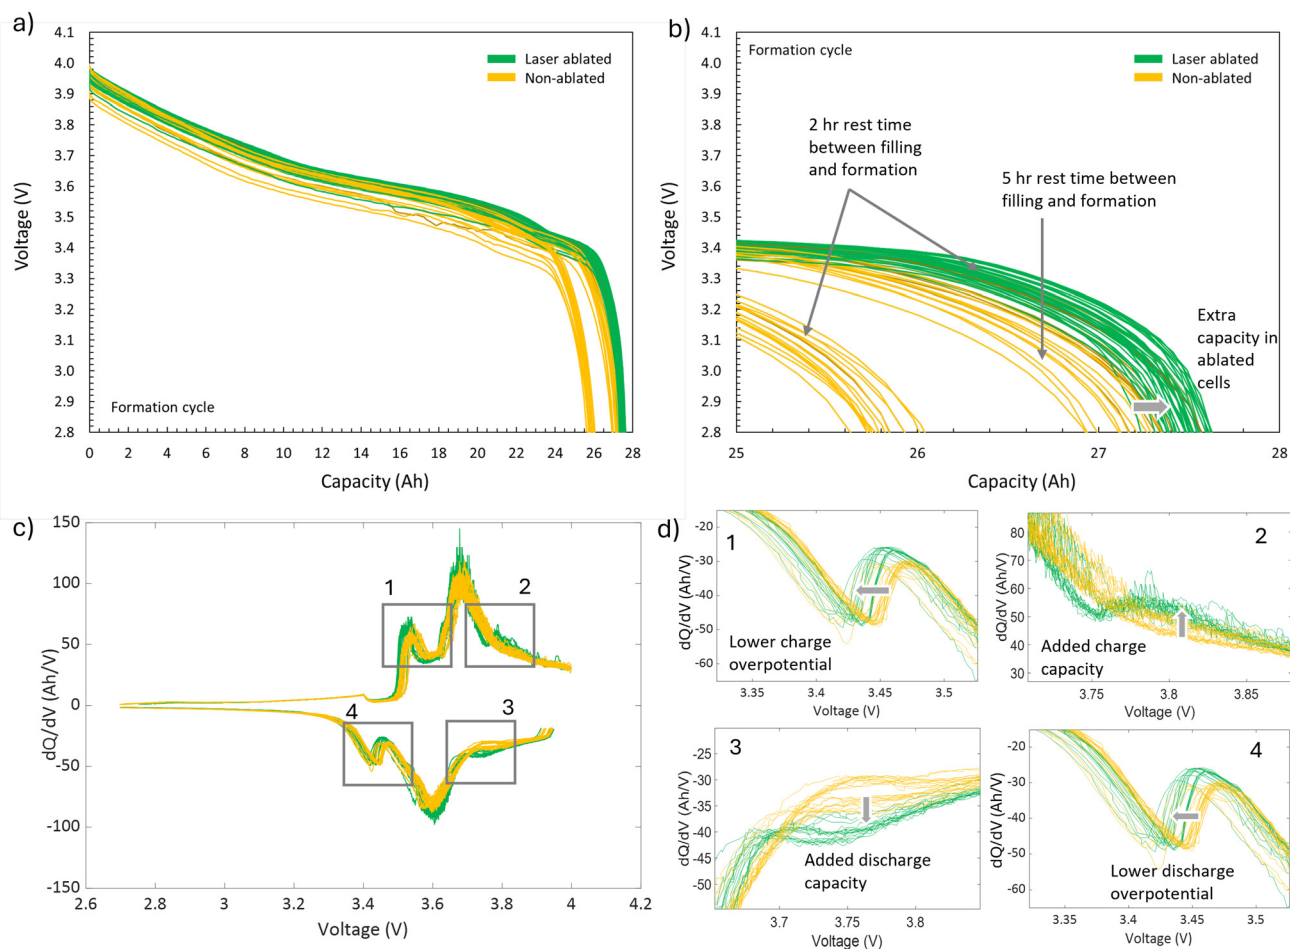 a)
4.1
4.0
3.9
3.8
3.7
3.6
3.5
3.4
3.3
3.2
3.1
3.0
2.9
2.8
Voltage (V)
Laser ablated
Non-ablated
Formation cycle
0 2 4 6 8 10 12 14 16 18 20 22 24 26 28
Capacity (Ah)
b)
4.1
4.0
3.9
3.8
3.7
3.6
3.5
3.4
3.3
3.2
3.1
3.0
2.9
2.8
Voltage (V)
Formation cycle
Laser ablated
Non-ablated
2 hr rest time
between filling
and formation
5 hr rest time between
filling and formation
Extra
capacity in
ablated
cells
25 26 27 28
Capacity (Ah)
c)
150
100
50
0
-50
-100
-150
dQ/dV (Ah/V)
1
2
3
4
2.6 2.8 3 3.2 3.4 3.6 3.8 4 4.2
Voltage (V)
d)
-20
-30
-40
-50
-60
dQ/dV (Ah/V)
1
Lower charge
overpotential
3.35 3.4 3.45 3.5
Voltage (V)
80
70
60
50
40
30
dQ/dV (Ah/V)
2
Added charge
capacity
3.75 3.8 3.85
Voltage (V)
-25
-30
-35
-40
-45
-50
dQ/dV (Ah/V)
3
Added discharge
capacity
3.7 3.75 3.8
Voltage (V)
-20
-30
-40
-50
-60
dQ/dV (Ah/V)
4
Lower discharge
overpotential
3.35 3.4 3.45 3.5
Voltage (V)